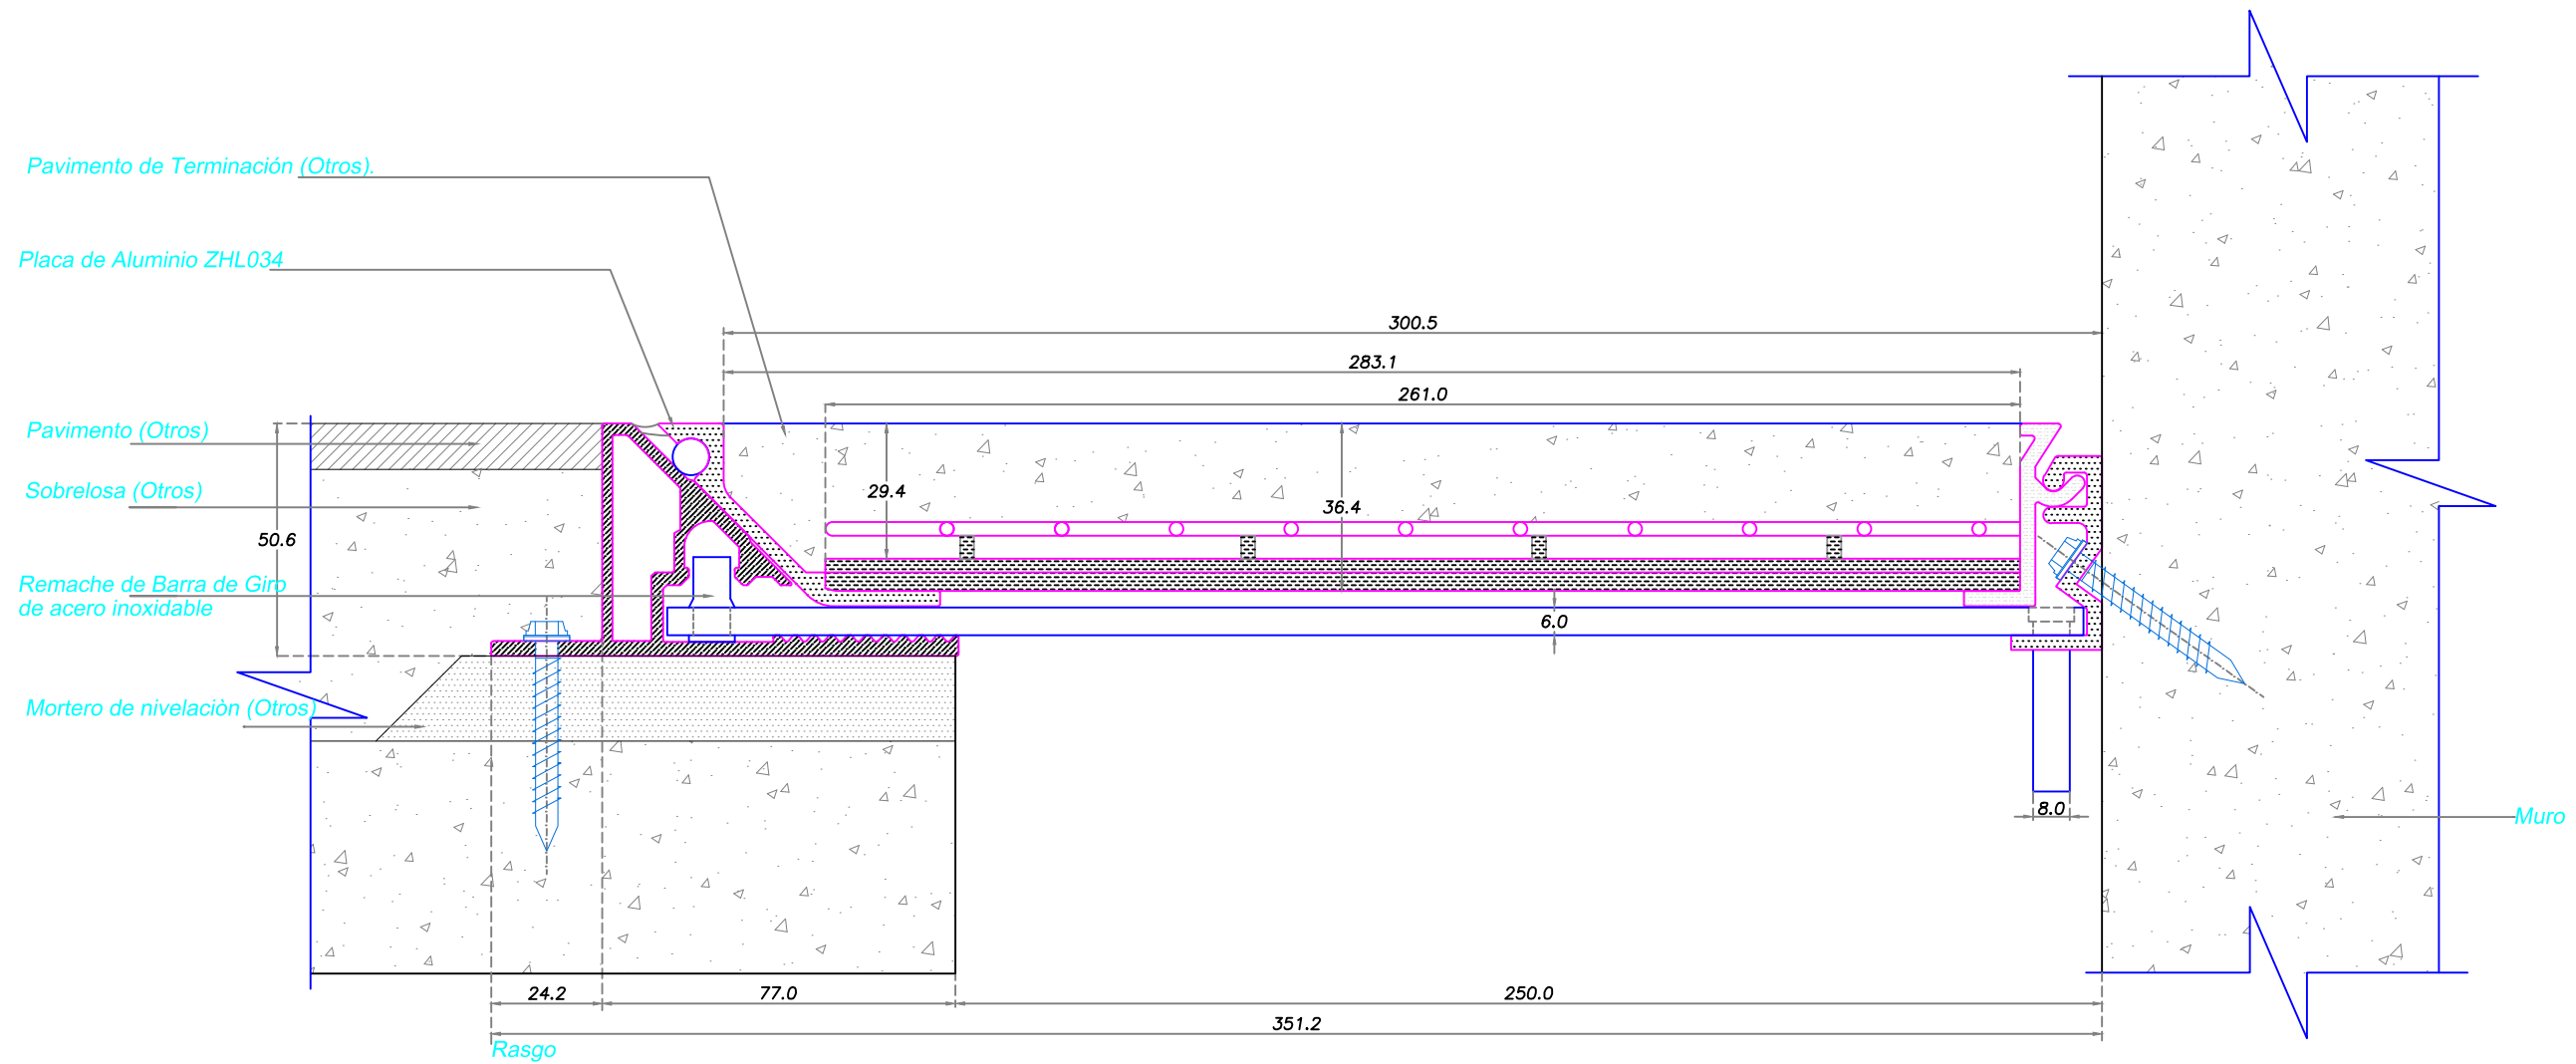 Pavimento de Terminación (Otros).
Placa de Aluminio ZHL034
300.5
283.1
261.0
Pavimento (Otros)
Sobrelosa (Otros)
29.4
36.4
50.6
Remache de Barra de Giro
de acero inoxidable
6.0
Mortero de nivelaciòn (Otros)
8.0
Muro
24.2
77.0
250.0
351.2
Rasgo